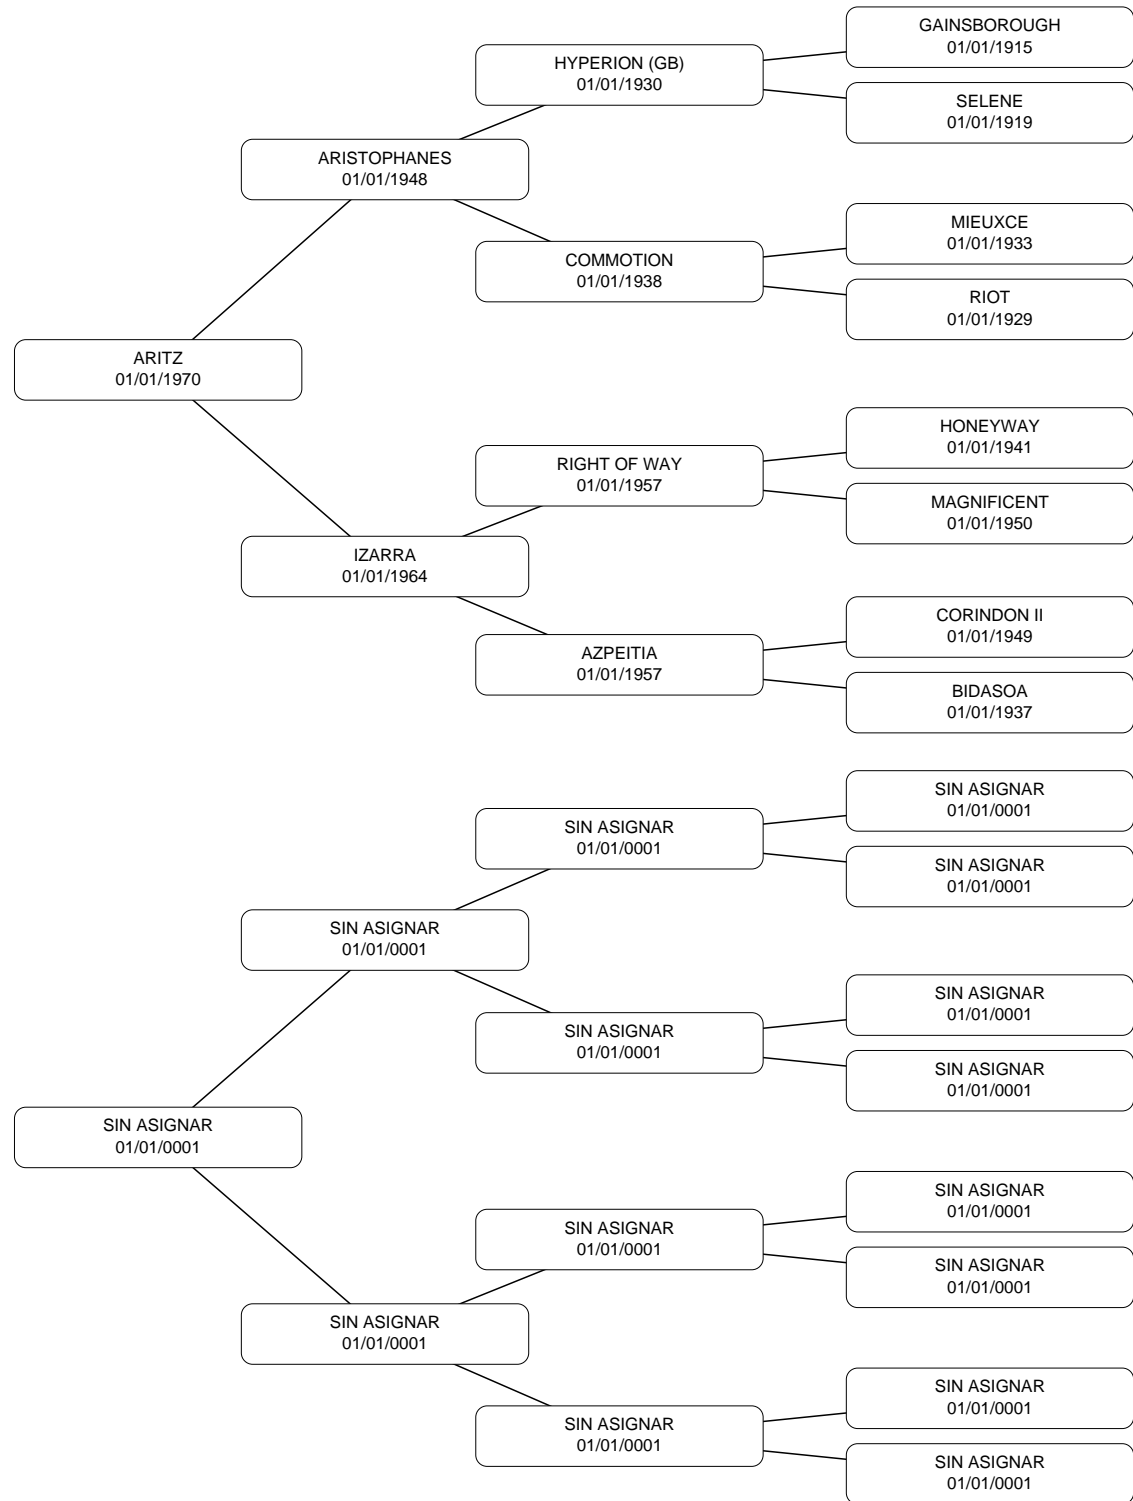 GAINSBOROUGH
01/01/1915
HYPERION (GB)
01/01/1930
SELENE
01/01/1919
ARISTOPHANES
01/01/1948
MIEUXCE
01/01/1933
COMMOTION
01/01/1938
RIOT
01/01/1929
ARITZ
01/01/1970
HONEYWAY
01/01/1941
RIGHT OF WAY
01/01/1957
MAGNIFICENT
01/01/1950
IZARRA
01/01/1964
CORINDON II
01/01/1949
AZPEITIA
01/01/1957
BIDASOA
01/01/1937
SIN ASIGNAR
01/01/0001
SIN ASIGNAR
01/01/0001
SIN ASIGNAR
01/01/0001
SIN ASIGNAR
01/01/0001
SIN ASIGNAR
01/01/0001
SIN ASIGNAR
01/01/0001
SIN ASIGNAR
01/01/0001
SIN ASIGNAR
01/01/0001
SIN ASIGNAR
01/01/0001
SIN ASIGNAR
01/01/0001
SIN ASIGNAR
01/01/0001
SIN ASIGNAR
01/01/0001
SIN ASIGNAR
01/01/0001
SIN ASIGNAR
01/01/0001
SIN ASIGNAR
01/01/0001